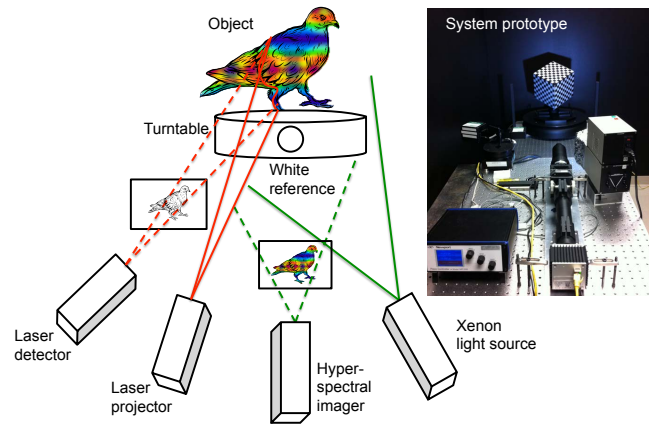 Object
System prototype
Turntable
White
reference
Laser
detector
Laser
projector
Hyper-
spectral
imager
Xenon
light source